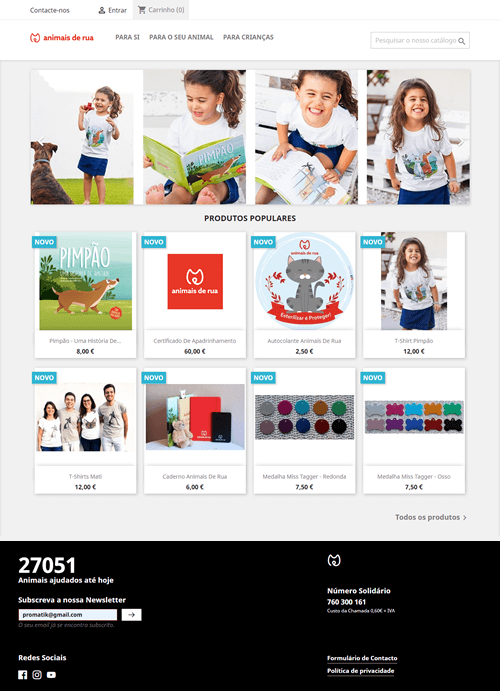 Contacte-nos
Entrar
Carrinho (0)
animais de rua
PARA SI
PARA O SEU ANIMAL
PARA CRIANÇAS
Pesquisar o nosso catálogo
PIMPÃO
PRODUTOS POPULARES
NOVO
PIMPÃO
Pimpão - Uma História De...
8,00 €
NOVO
animais de rua
Certificado De Apadrinhamento
60,00 €
NOVO
animais de rua
Esterilizar é Proteger!
Autocolante Animais De Rua
2,50 €
NOVO
T-Shirt Pimpão
12,00 €
NOVO
T-Shirts Mati
12,00 €
NOVO
Caderno Animais De Rua
6,00 €
NOVO
Medalha Miss Tagger - Redonda
7,50 €
NOVO
Medalha Miss Tagger - Osso
7,50 €
Todos os produtos
27051
Animais ajudados até hoje
Subscreva a nossa Newsletter
promatik@gmail.com
O seu email já se encontra subscrito.
Número Solidário
760 300 161
Custo da Chamada 0,60€ + IVA
Redes Sociais
Formulário de Contacto
Política de privacidade